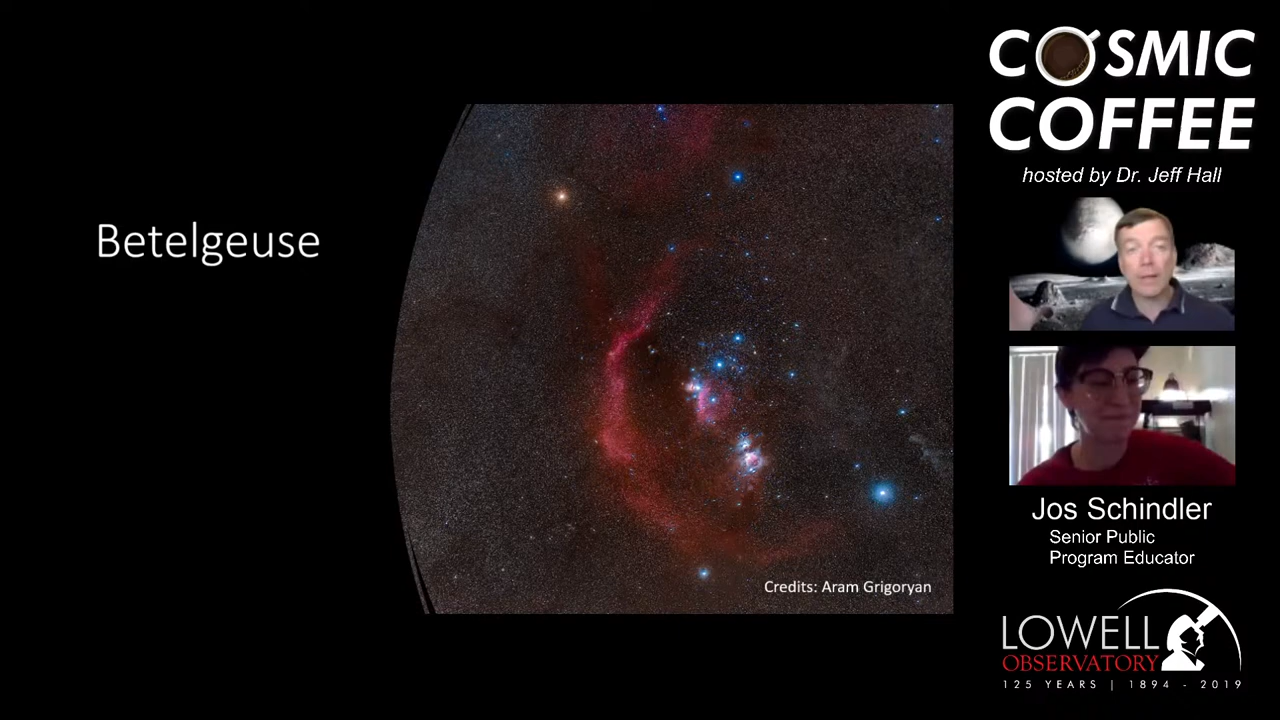 Betelgeuse
Credits: Aram Grigoryan
COSMIC
COFFEE
hosted by Dr. Jeff Hall
Jos Schindler
Senior Public
Program Educator
LOWELL
OBSERVATORY
125 YEARS | 1894 - 2019